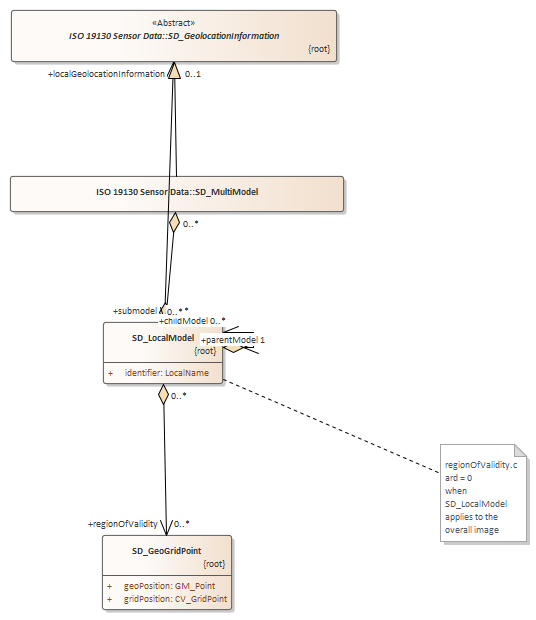 «Abstract»
ISO 19130 Sensor Data::SD_GeolocationInformation
{root}
+localGeolocationInformation 0..1
ISO 19130 Sensor Data::SD_MultiModel
0..*
+submodel 0..* *
+childModel 0..*
SD_LocalModel
+parentModel 1
{root}
+ identifier: LocalName
0..*
regionOfValidity.c
ard = 0
when
SD_LocalModel
applies to the
overall image
+regionOfValidity 0..*
SD_GeoGridPoint
{root}
+ geoPosition: GM_Point
+ gridPosition: CV_GridPoint